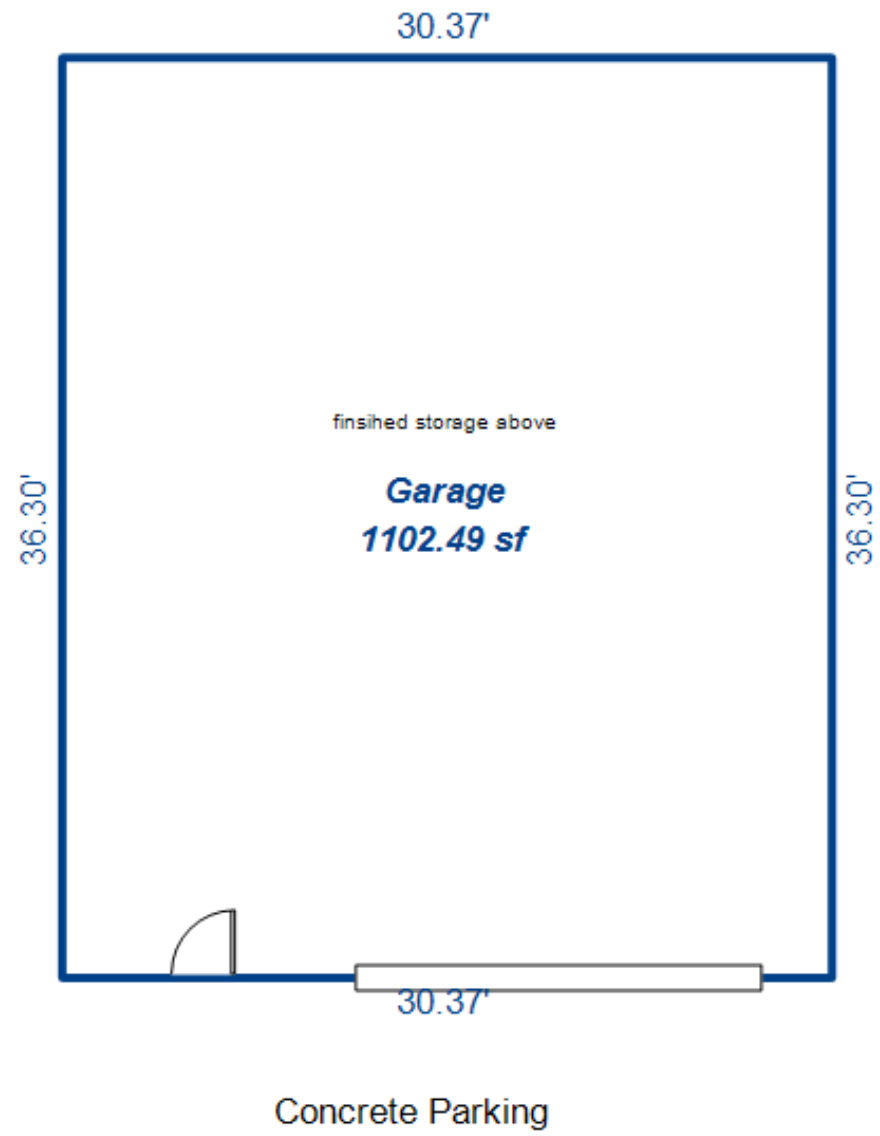 30.37'
finsihed storage above
Garage
1102.49 sf
36.30'
36.30'
30.37'
Concrete Parking